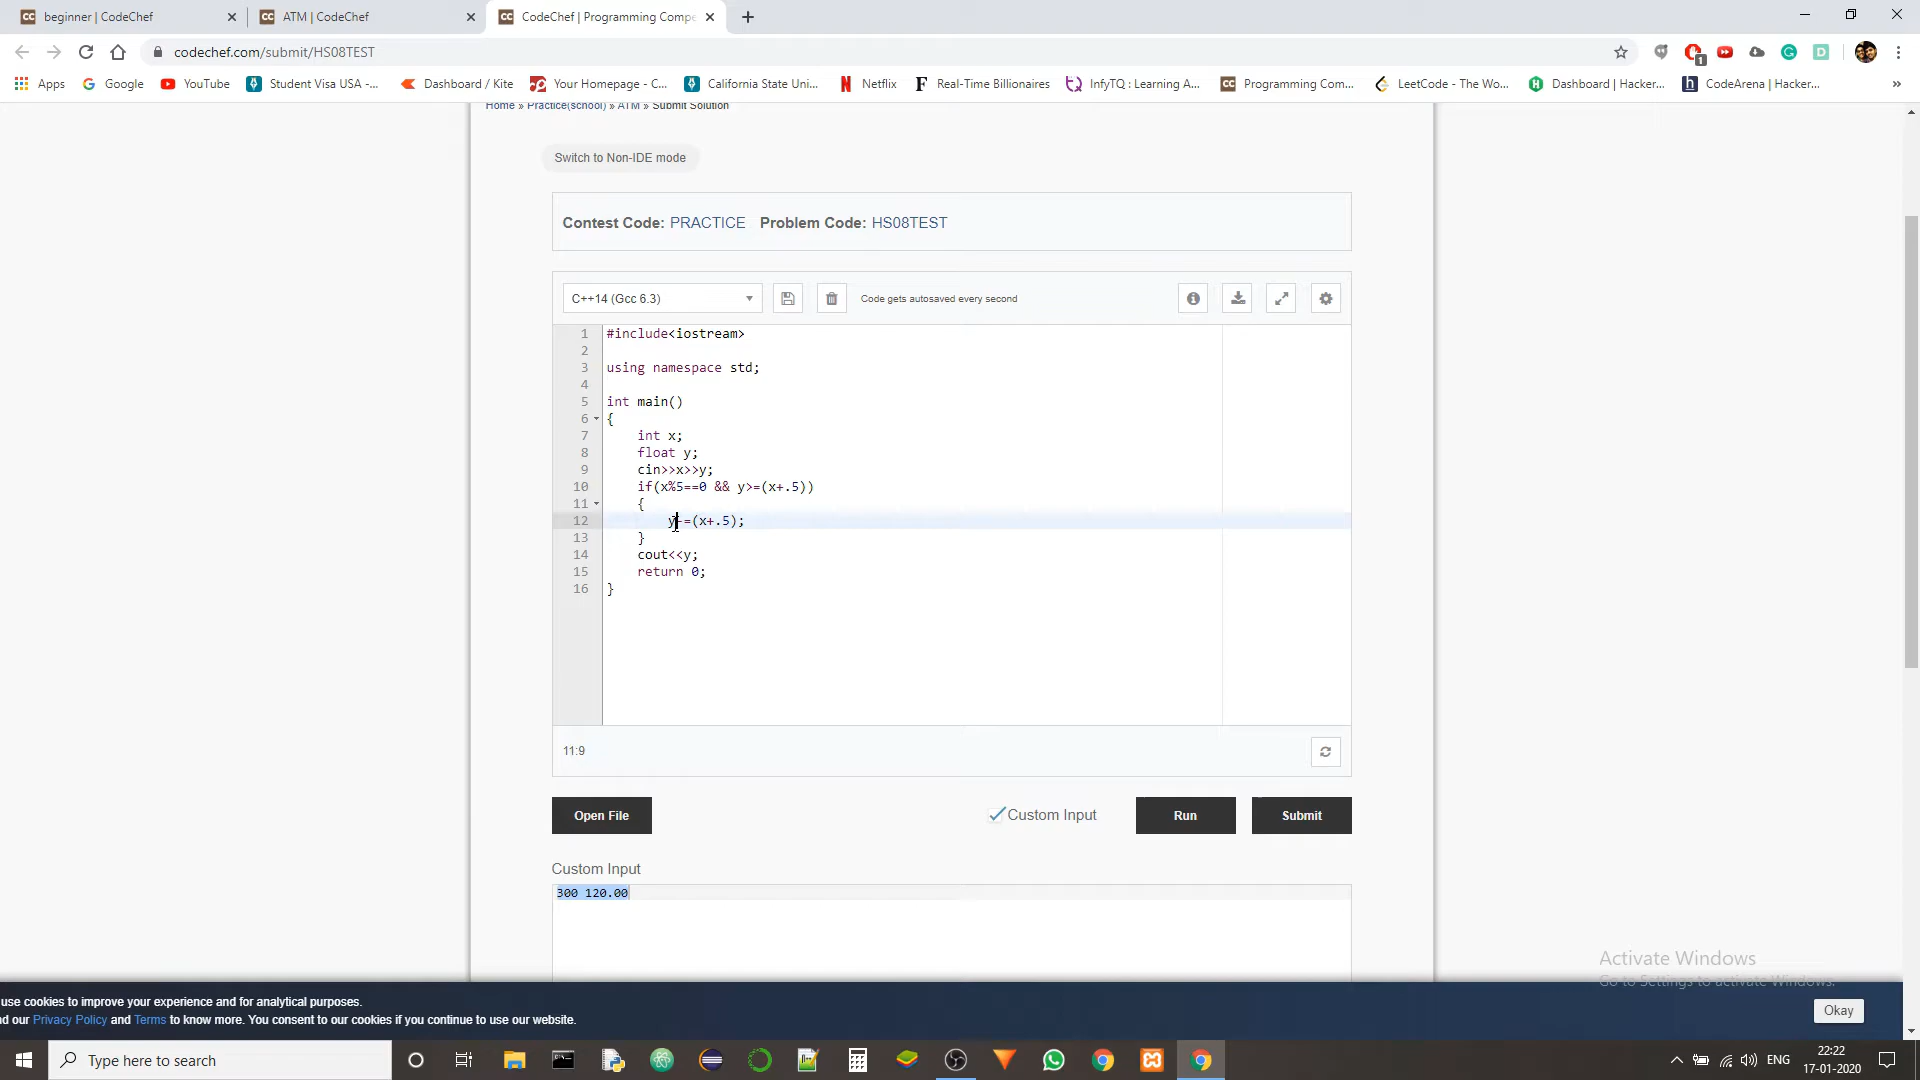 beginner | CodeChef
ATM | CodeChef
CodeChef | Programming Compe
codechef.com/submit/HS08TEST
1
Apps
Google
YouTube
Student Visa USA -...
Dashboard / Kite
Your Homepage - C...
California State Uni...
Netflix
Real-Time Billionaires
InfyTQ : Learning A...
Programming Com...
LeetCode - The Wo...
Dashboard | Hacker...
CodeArena | Hacker...
Home » Practice(school) » ATM » Submit Solution
Switch to Non-IDE mode
Contest Code: PRACTICE Problem Code: HS08TEST
C++14 (Gcc 6.3)
Code gets autosaved every second
1 #include<iostream>
2
3 using namespace std;
4
5 int main()
6 {
7 int x;
8 float y;
9 cin>>x>>y;
10 if(x%5==0 && y>=(x+.5))
11 {
12 y-=(x+.5);
13 }
14 cout<<y;
15 return 0;
16 }
11:9
Open File
Custom Input
Run
Submit
Custom Input
300 120.00
Activate Windows
Go to Settings to activate Windows.
use cookies to improve your experience and for analytical purposes.
nd our Privacy Policy and Terms to know more. You consent to our cookies if you continue to use our website.
Okay
Type here to search
ENG
22:22
17-01-2020